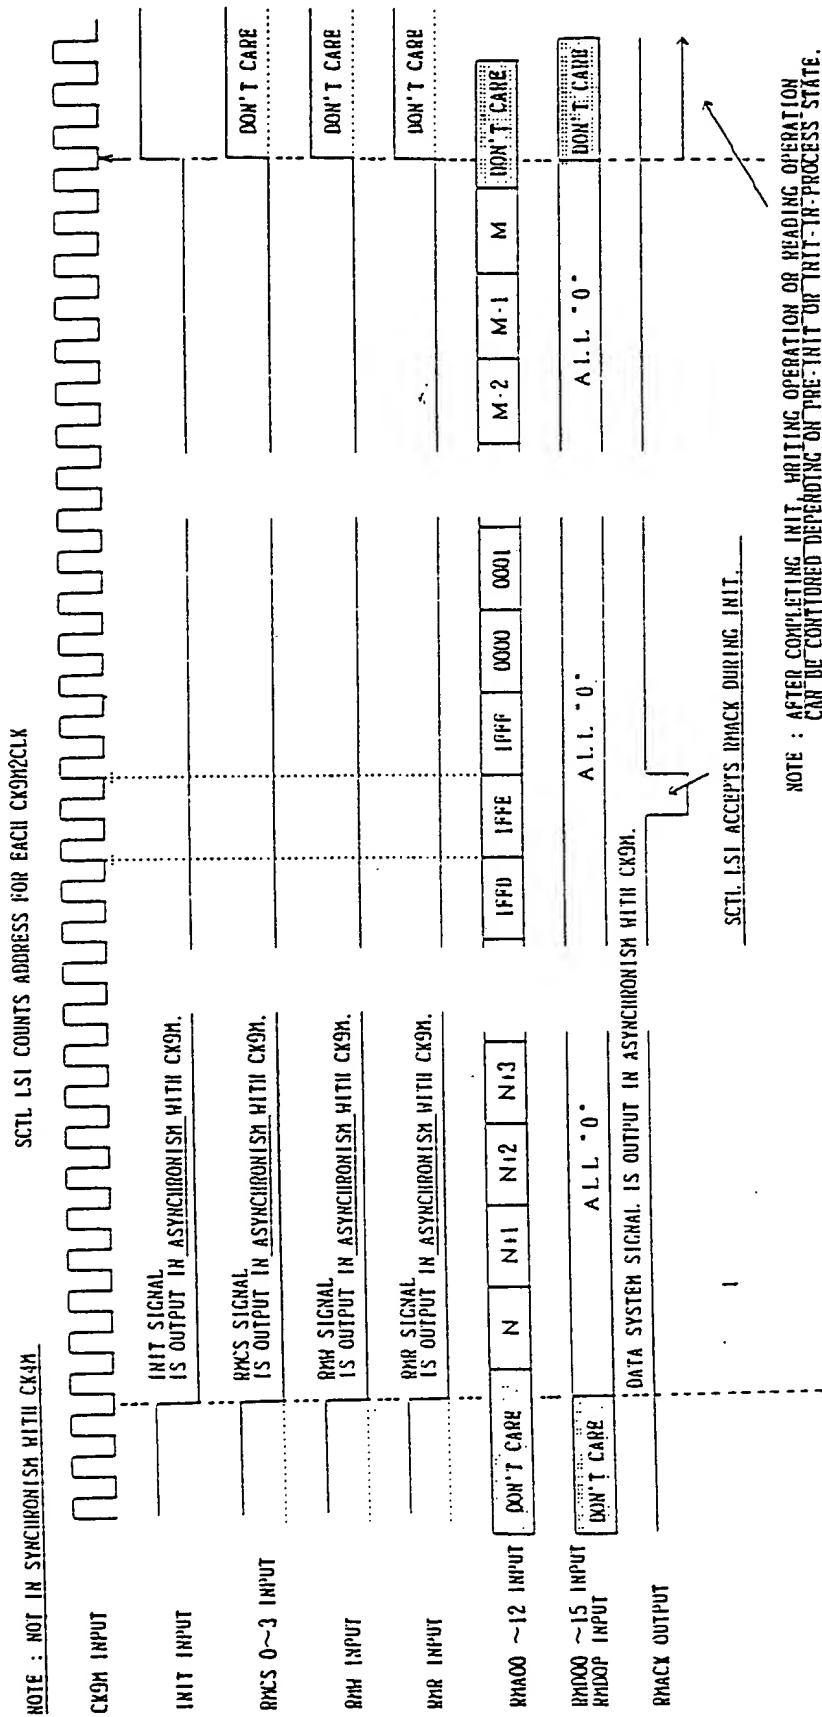 NOTE : NOT IN SYNCHRONISM WITH CK4M
SCTL LSI COUNTS ADDRESS FOR EACH CK9M2CLK
CK9M INPUT
INIT INPUT
INIT SIGNAL
IS OUTPUT IN ASYNCHRONISM WITH CK9M.
RMCS 0~3 INPUT
RMCS SIGNAL
IS OUTPUT IN ASYNCHRONISM WITH CK9M.
DON'T CARE
RMW INPUT
RMW SIGNAL
IS OUTPUT IN ASYNCHRONISM WITH CK9M.
DON'T CARE
RMR INPUT
RMR SIGNAL
IS OUTPUT IN ASYNCHRONISM WITH CK9M.
DON'T CARE
RMA00 ~12 INPUT
DON'T CARE N N+1 N+2 N+3 1FFD 1FFE 1FFF 0000 0001 M-2 M-1 M DON'T CARE
RMD00 ~15 INPUT
RMDOP INPUT
DON'T CARE ALL "0" ALL "0" ALL "0" DON'T CARE
DATA SYSTEM SIGNAL IS OUTPUT IN ASYNCHRONISM WITH CK9M.
RMACK OUTPUT
SCTL LSI ACCEPTS RMACK DURING INIT.
NOTE : AFTER COMPLETING INIT, WRITING OPERATION OR READING OPERATION
CAN BE CONTTORED DEPENDING ON PRE-INIT OR INIT-IN-PROCESS STATE.